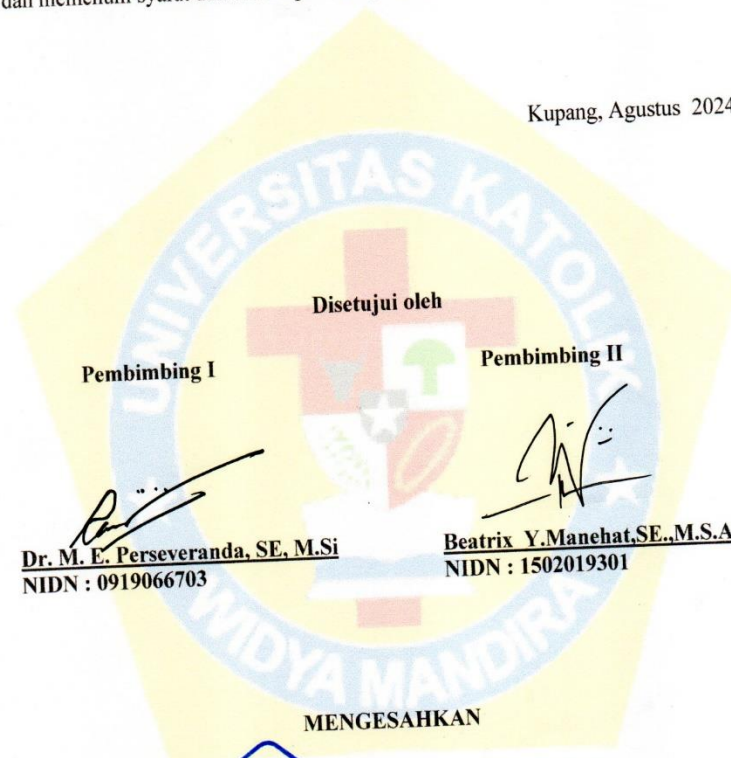 dan memenuhi syarat
Kupang, Agustus 2024
UNIVERSITAS KATOLIK
Disetujui oleh
Pembimbing I
Pembimbing II
Dr. M. E. Perseveranda, SE, M.Si
NIDN : 0919066703
Beatrix Y.Manehat,SE.,M.S.A
NIDN : 1502019301
WIDYA MANDIRA
MENGESAHKAN